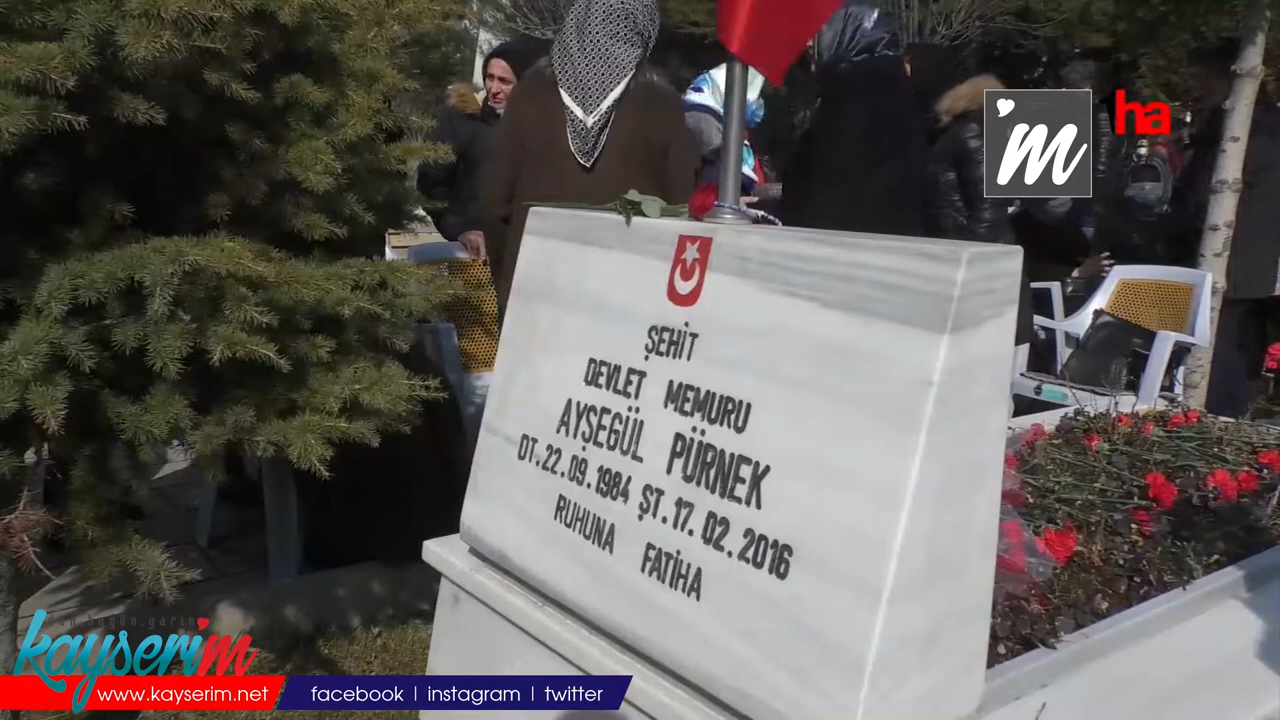 'm
ha
ŞEHİT
DEVLET MEMURU
AYŞEGÜL PÜRNEK
DT.22.09.1984 ŞT.17.02.2016
RUHUNA FATİHA
kayserim
www.kayserim.net
facebook | instagram | twitter